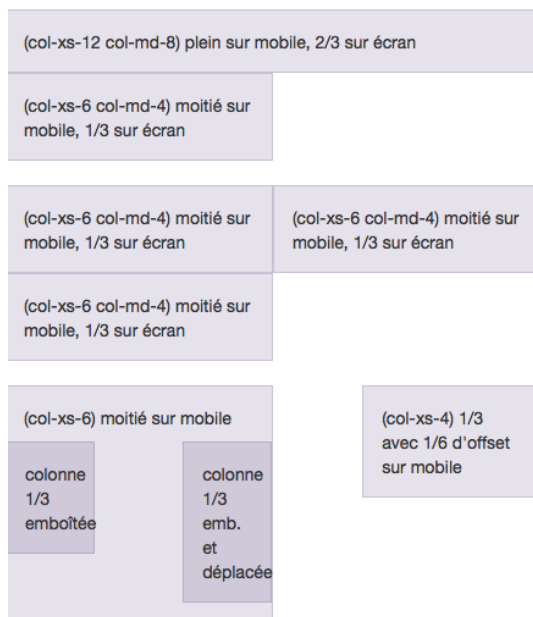 (col-xs-12 col-md-8) plein sur mobile, 2/3 sur écran
(col-xs-6 col-md-4) moitié sur
mobile, 1/3 sur écran
(col-xs-6 col-md-4) moitié sur
mobile, 1/3 sur écran
(col-xs-6 col-md-4) moitié sur
mobile, 1/3 sur écran
(col-xs-6 col-md-4) moitié sur
mobile, 1/3 sur écran
(col-xs-6) moitié sur mobile
colonne
1/3
emboîtée
colonne
1/3
emb.
et
déplacée
(col-xs-4) 1/3
avec 1/6 d'offset
sur mobile